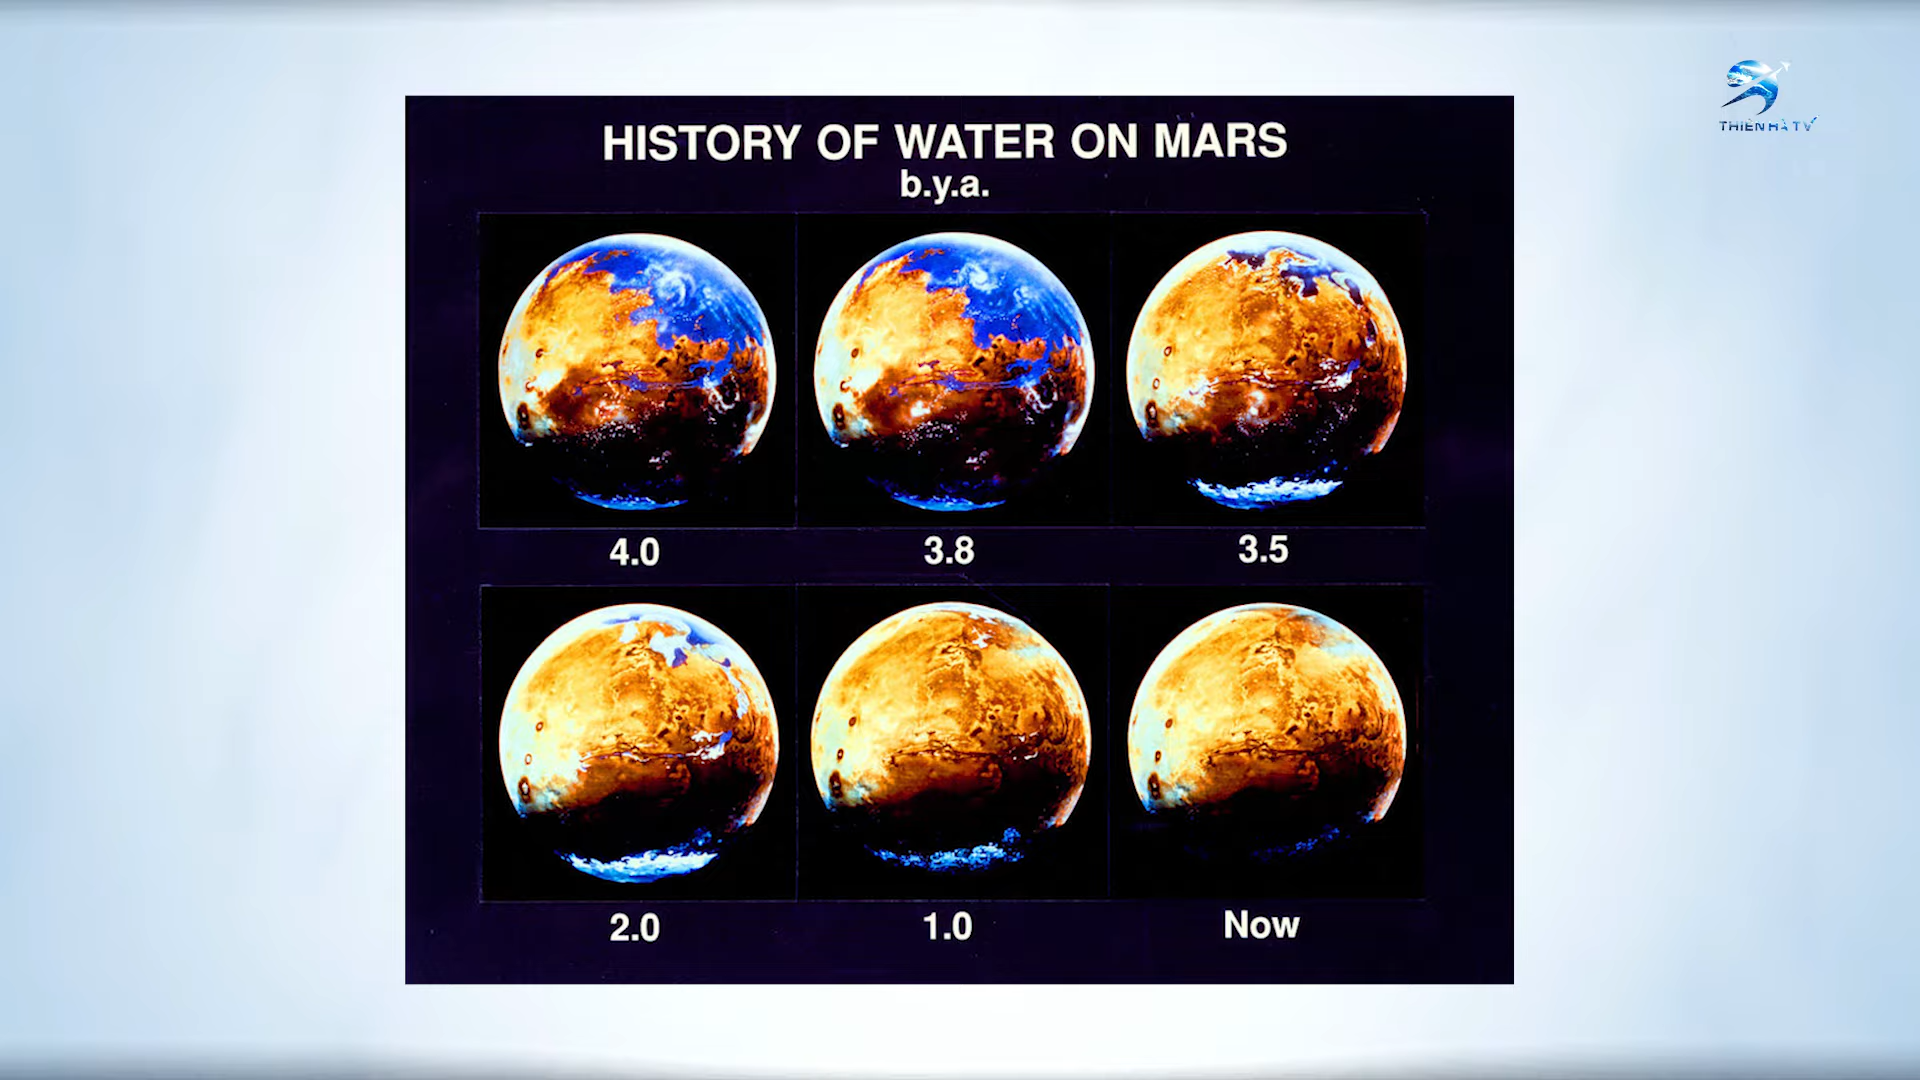 THIÊN HÀ TV
HISTORY OF WATER ON MARS
b.y.a.
4.0 3.8 3.5
2.0 1.0 Now